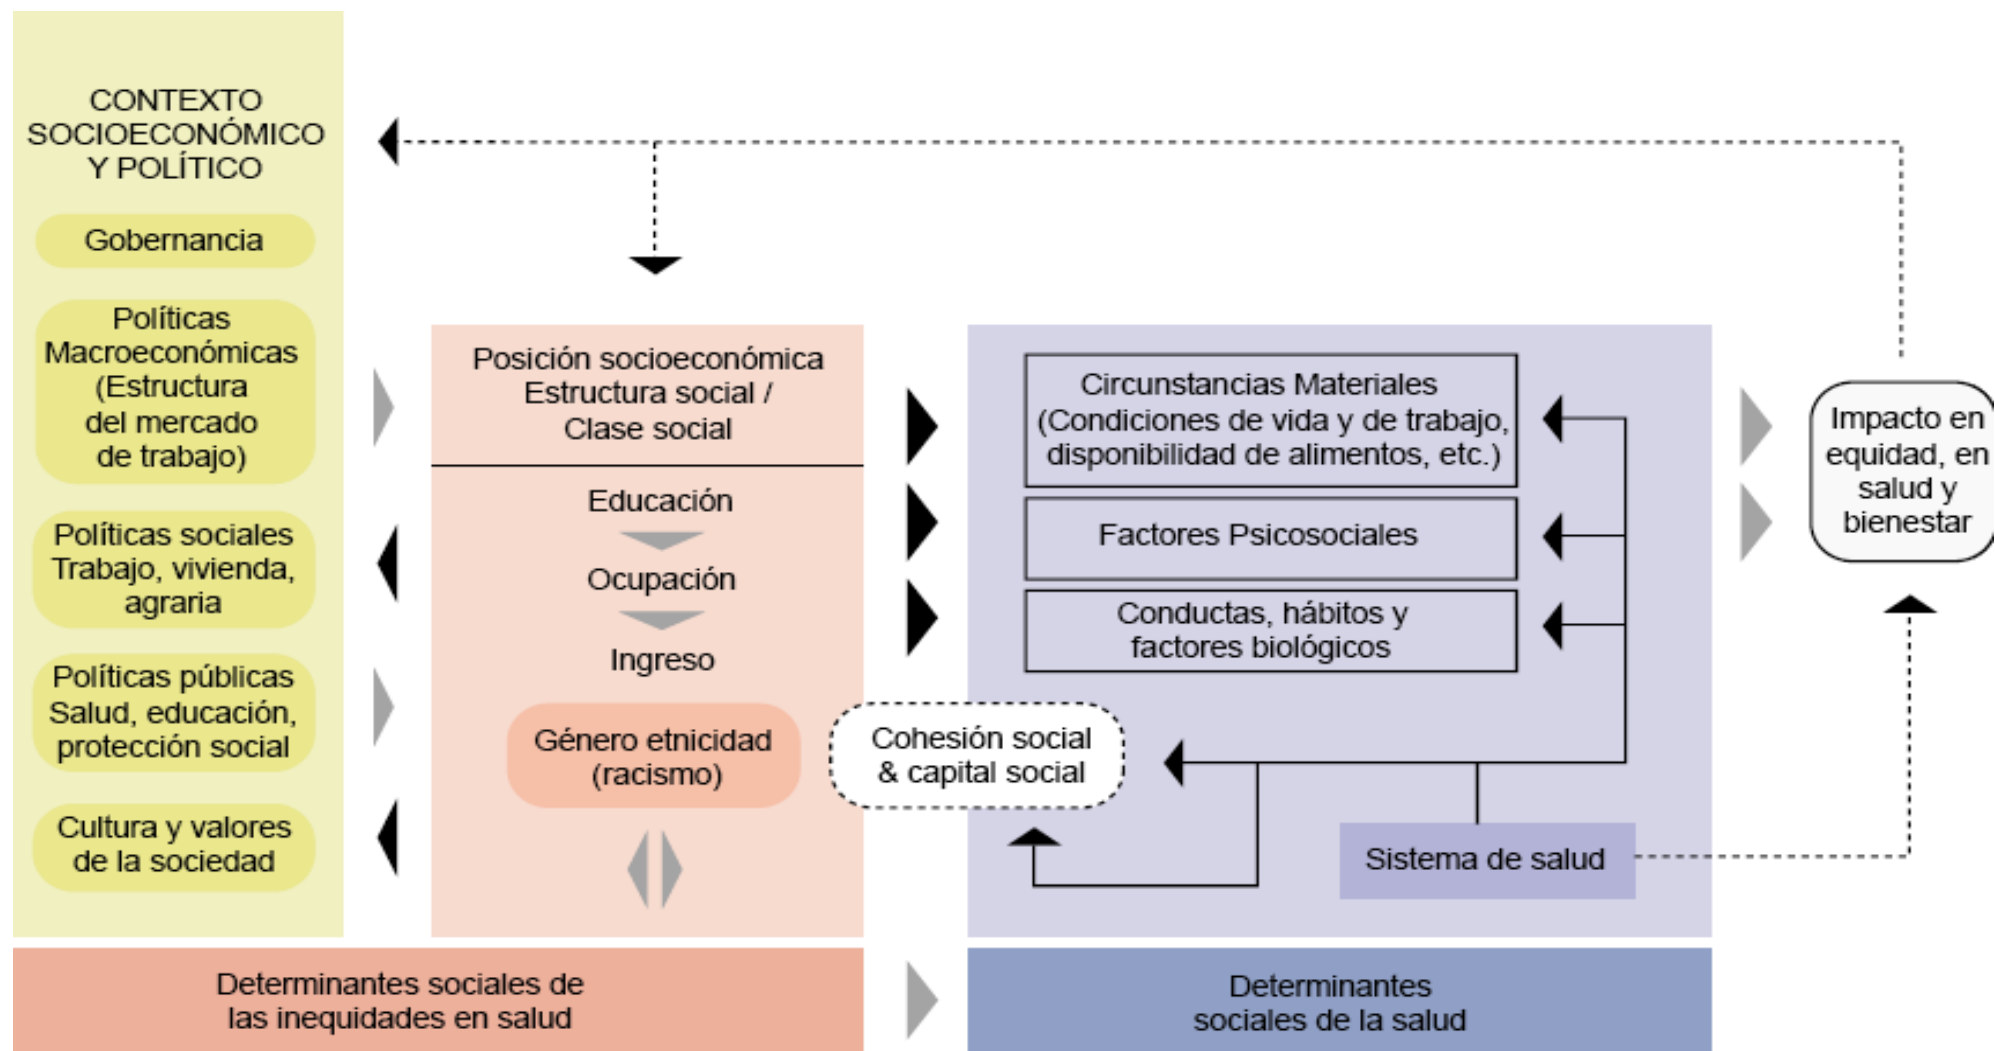 CONTEXTO
SOCIOECONÓMICO
Y POLÍTICO
Gobernancia
Políticas
Macroeconómicas
(Estructura
del mercado
de trabajo)
Políticas sociales
Trabajo, vivienda,
agraria
Políticas públicas
Salud, educación,
protección social
Cultura y valores
de la sociedad
Posición socioeconómica
Estructura social /
Clase social
Educación
Ocupación
Ingreso
Género etnicidad
(racismo)
Cohesión social
& capital social
Circunstancias Materiales
(Condiciones de vida y de trabajo,
disponibilidad de alimentos, etc.)
Factores Psicosociales
Conductas, hábitos y
factores biológicos
Sistema de salud
Impacto en
equidad, en
salud y
bienestar
Determinantes sociales de
las inequidades en salud
Determinantes
sociales de la salud